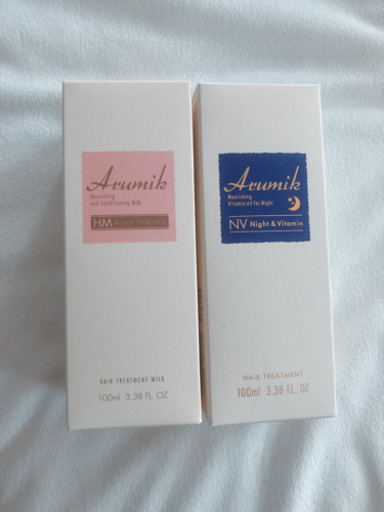 Arumik
Nourishing
and Conditioning Milk
HM
HAIR TREATMENT MILK
100ml 3.38 FL. OZ
Arumik
Nourishing
Vitamin oil for Night
NV Night & Vitamin
HAIR TREATMENT
100ml 3.38 FL. OZ